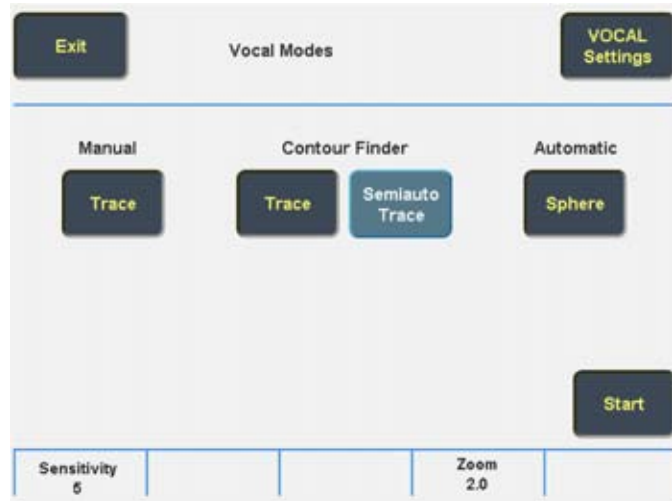 Exit
Vocal Modes
VOCAL
Settings
Manual
Contour Finder
Automatic
Trace
Trace
Semiauto
Trace
Sphere
Start
Sensitivity
5
Zoom
2.0